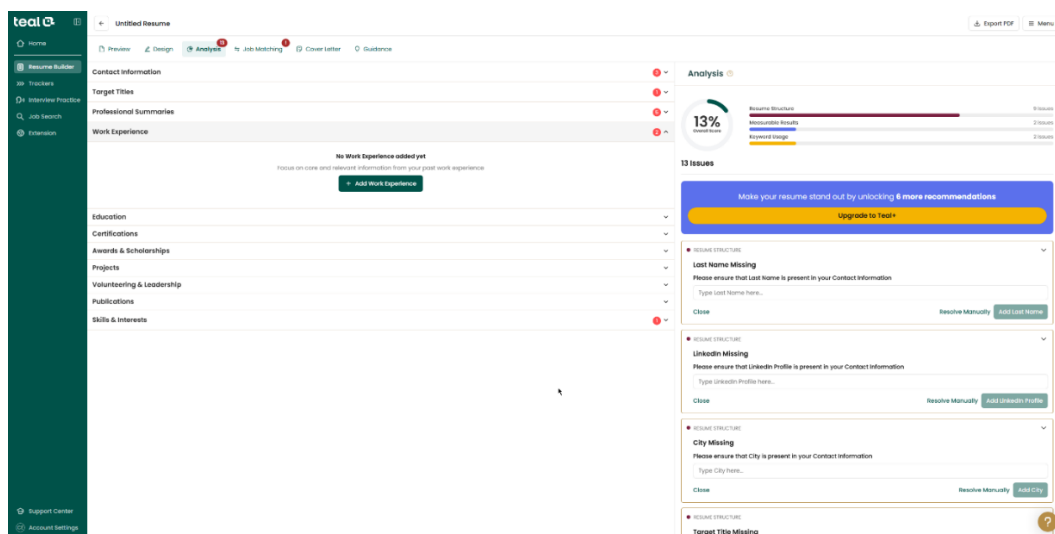 teal
Untitled Resume
Export PDF
Menu
Home
Resume Builder
Trackers
Interview Practice
Job Search
Extension
Support Center
Account Settings
Preview
Design
Analysis
13
Job Matching
1
Cover Letter
Guidance
Contact Information
Target Titles
1
Professional Summaries
Work Experience
2
No Work Experience added yet
Focus on core and relevant information from your past work experience
+ Add Work Experience
Education
Certifications
Awards & Scholarships
Projects
Volunteering & Leadership
Publications
Skills & Interests
1
Analysis
13%
Overall Score
Resume Structure
9 Issues
Measurable Results
2 Issues
Keyword Usage
2 Issues
13 Issues
Make your resume stand out by unlocking 6 more recommendations
Upgrade to Teal+
RESUME STRUCTURE
Last Name Missing
Please ensure that Last Name is present in your Contact Information
Type Last Name here...
Close
Resolve Manually
Add Last Name
RESUME STRUCTURE
LinkedIn Missing
Please ensure that LinkedIn Profile is present in your Contact Information
Type LinkedIn Profile here...
Close
Resolve Manually
Add LinkedIn Profile
RESUME STRUCTURE
City Missing
Please ensure that City is present in your Contact Information
Type City here...
Close
Resolve Manually
Add City
RESUME STRUCTURE
Target Title Missing
?